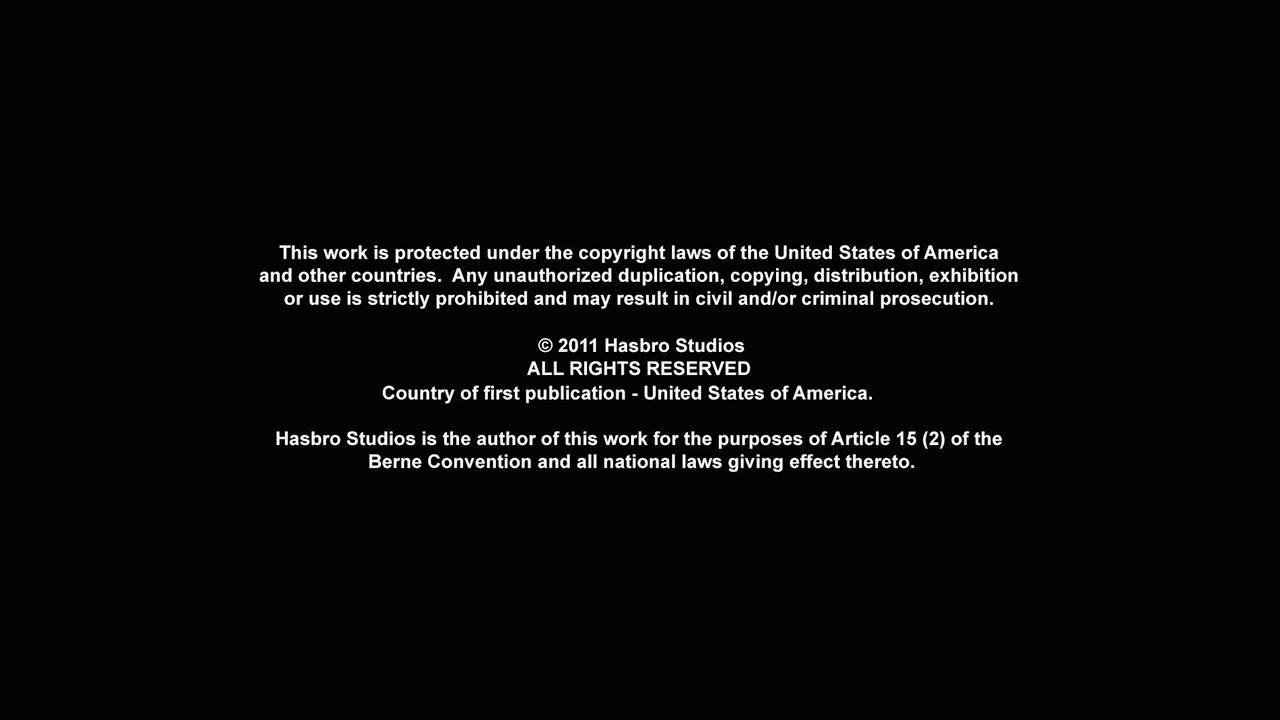 This work is protected under the copyright laws of the United States of America
and other countries.  Any unauthorized duplication, copying, distribution, exhibition
or use is strictly prohibited and may result in civil and/or criminal prosecution.
© 2011 Hasbro Studios
ALL RIGHTS RESERVED
Country of first publication - United States of America.
Hasbro Studios is the author of this work for the purposes of Article 15 (2) of the
Berne Convention and all national laws giving effect thereto.